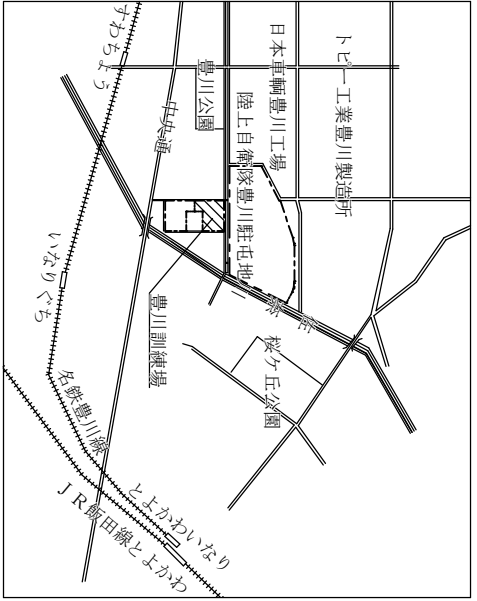 トピー工業豊川製造所
日本車輌豊川工場
陸上自衛隊豊川駐屯地
豊川公園
すわちょう
中央通
豊川訓練場
桜ケ丘公園
いなりぐち
名鉄豊川線
とよかわいなり
JR飯田線とよかわ